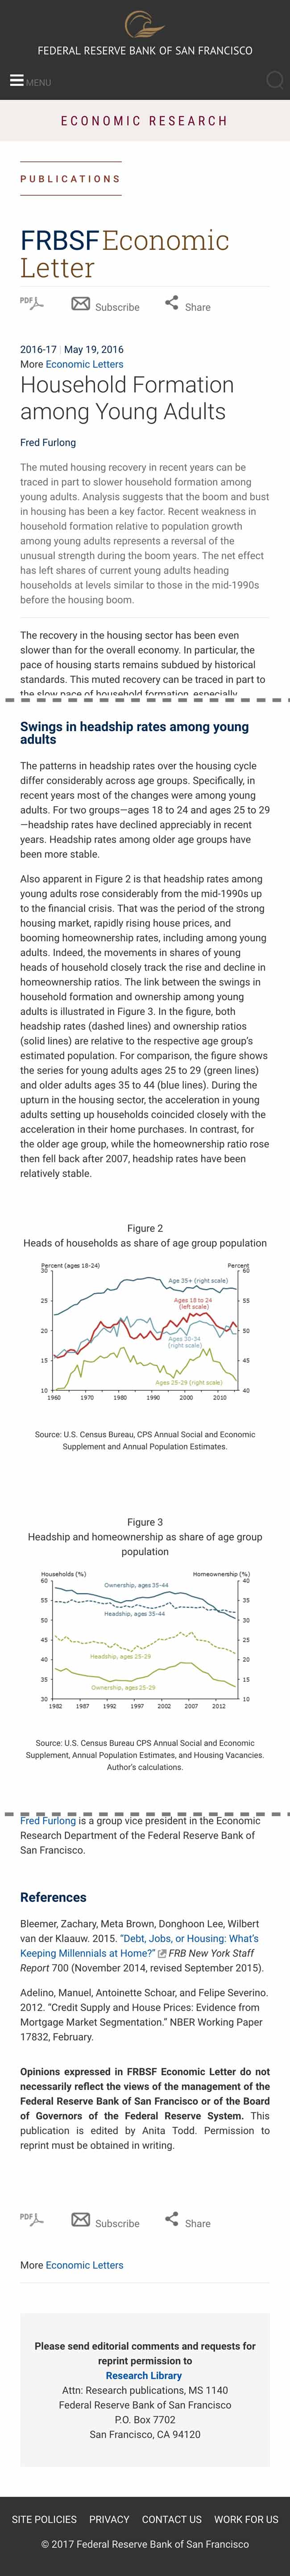 FEDERAL RESERVE BANK OF SAN FRANCISCO
MENU
ECONOMIC RESEARCH
PUBLICATIONS
FRBSF Economic
Letter
PDF Subscribe Share
2016-17 | May 19, 2016
More Economic Letters
Household Formation
among Young Adults
Fred Furlong
The muted housing recovery in recent years can be
traced in part to slower household formation among
young adults. Analysis suggests that the boom and bust
in housing has been a key factor. Recent weakness in
household formation relative to population growth
among young adults represents a reversal of the
unusual strength during the boom years. The net effect
has left shares of current young adults heading
households at levels similar to those in the mid-1990s
before the housing boom.
The recovery in the housing sector has been even
slower than for the overall economy. In particular, the
pace of housing starts remains subdued by historical
standards. This muted recovery can be traced in part to
the slow pace of household formation, especially
Swings in headship rates among young
adults
The patterns in headship rates over the housing cycle
differ considerably across age groups. Specifically, in
recent years most of the changes were among young
adults. For two groups—ages 18 to 24 and ages 25 to 29
—headship rates have declined appreciably in recent
years. Headship rates among older age groups have
been more stable.
Also apparent in Figure 2 is that headship rates among
young adults rose considerably from the mid-1990s up
to the financial crisis. That was the period of the strong
housing market, rapidly rising house prices, and
booming homeownership rates, including among young
adults. Indeed, the movements in shares of young
heads of household closely track the rise and decline in
homeownership ratios. The link between the swings in
household formation and ownership among young
adults is illustrated in Figure 3. In the figure, both
headship rates (dashed lines) and ownership ratios
(solid lines) are relative to the respective age group's
estimated population. For comparison, the figure shows
the series for young adults ages 25 to 29 (green lines)
and older adults ages 35 to 44 (blue lines). During the
upturn in the housing sector, the acceleration in young
adults setting up households coincided closely with the
acceleration in their home purchases. In contrast, for
the older age group, while the homeownership ratio rose
then fell back after 2007, headship rates have been
relatively stable.
Figure 2
Heads of households as share of age group population
Percent (ages 18-24) Percent
30 60
Age 35+ (right scale)
25 55
Ages 18 to 24
(left scale)
20 50
Ages 30-34
(right scale)
15 45
Ages 25-29 (right scale)
10 40
1960 1970 1980 1990 2000 2010
Source: U.S. Census Bureau, CPS Annual Social and Economic
Supplement and Annual Population Estimates.
Figure 3
Headship and homeownership as share of age group
population
Households (%) Homeownership (%)
60 40
Ownership, ages 35-44
55 35
Headship, ages 35-44
50 30
45 25
Headship, ages 25-29
40 20
35 15
Ownership, ages 25-29
30 10
1982 1987 1992 1997 2002 2007 2012
Source: U.S. Census Bureau CPS Annual Social and Economic
Supplement, Annual Population Estimates, and Housing Vacancies.
Author's calculations.
Fred Furlong is a group vice president in the Economic
Research Department of the Federal Reserve Bank of
San Francisco.
References
Bleemer, Zachary, Meta Brown, Donghoon Lee, Wilbert
van der Klaauw. 2015. "Debt, Jobs, or Housing: What's
Keeping Millennials at Home?" FRB New York Staff
Report 700 (November 2014, revised September 2015).
Adelino, Manuel, Antoinette Schoar, and Felipe Severino.
2012. "Credit Supply and House Prices: Evidence from
Mortgage Market Segmentation." NBER Working Paper
17832, February.
Opinions expressed in FRBSF Economic Letter do not
necessarily reflect the views of the management of the
Federal Reserve Bank of San Francisco or of the Board
of Governors of the Federal Reserve System. This
publication is edited by Anita Todd. Permission to
reprint must be obtained in writing.
PDF Subscribe Share
More Economic Letters
Please send editorial comments and requests for
reprint permission to
Research Library
Attn: Research publications, MS 1140
Federal Reserve Bank of San Francisco
P.O. Box 7702
San Francisco, CA 94120
SITE POLICIES PRIVACY CONTACT US WORK FOR US
© 2017 Federal Reserve Bank of San Francisco